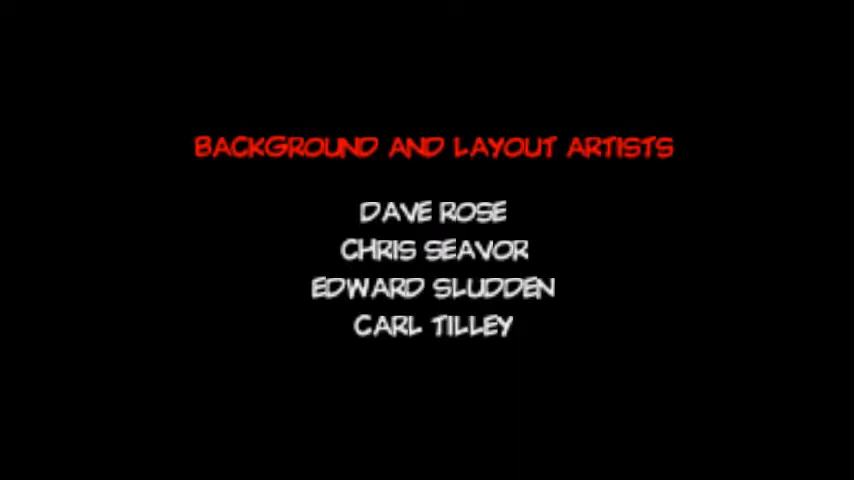 BACKGROUND AND LAYOUT ARTISTS
DAVE ROSE
CHRIS SEAVOR
EDWARD SLUDDEN
CARL TILLEY